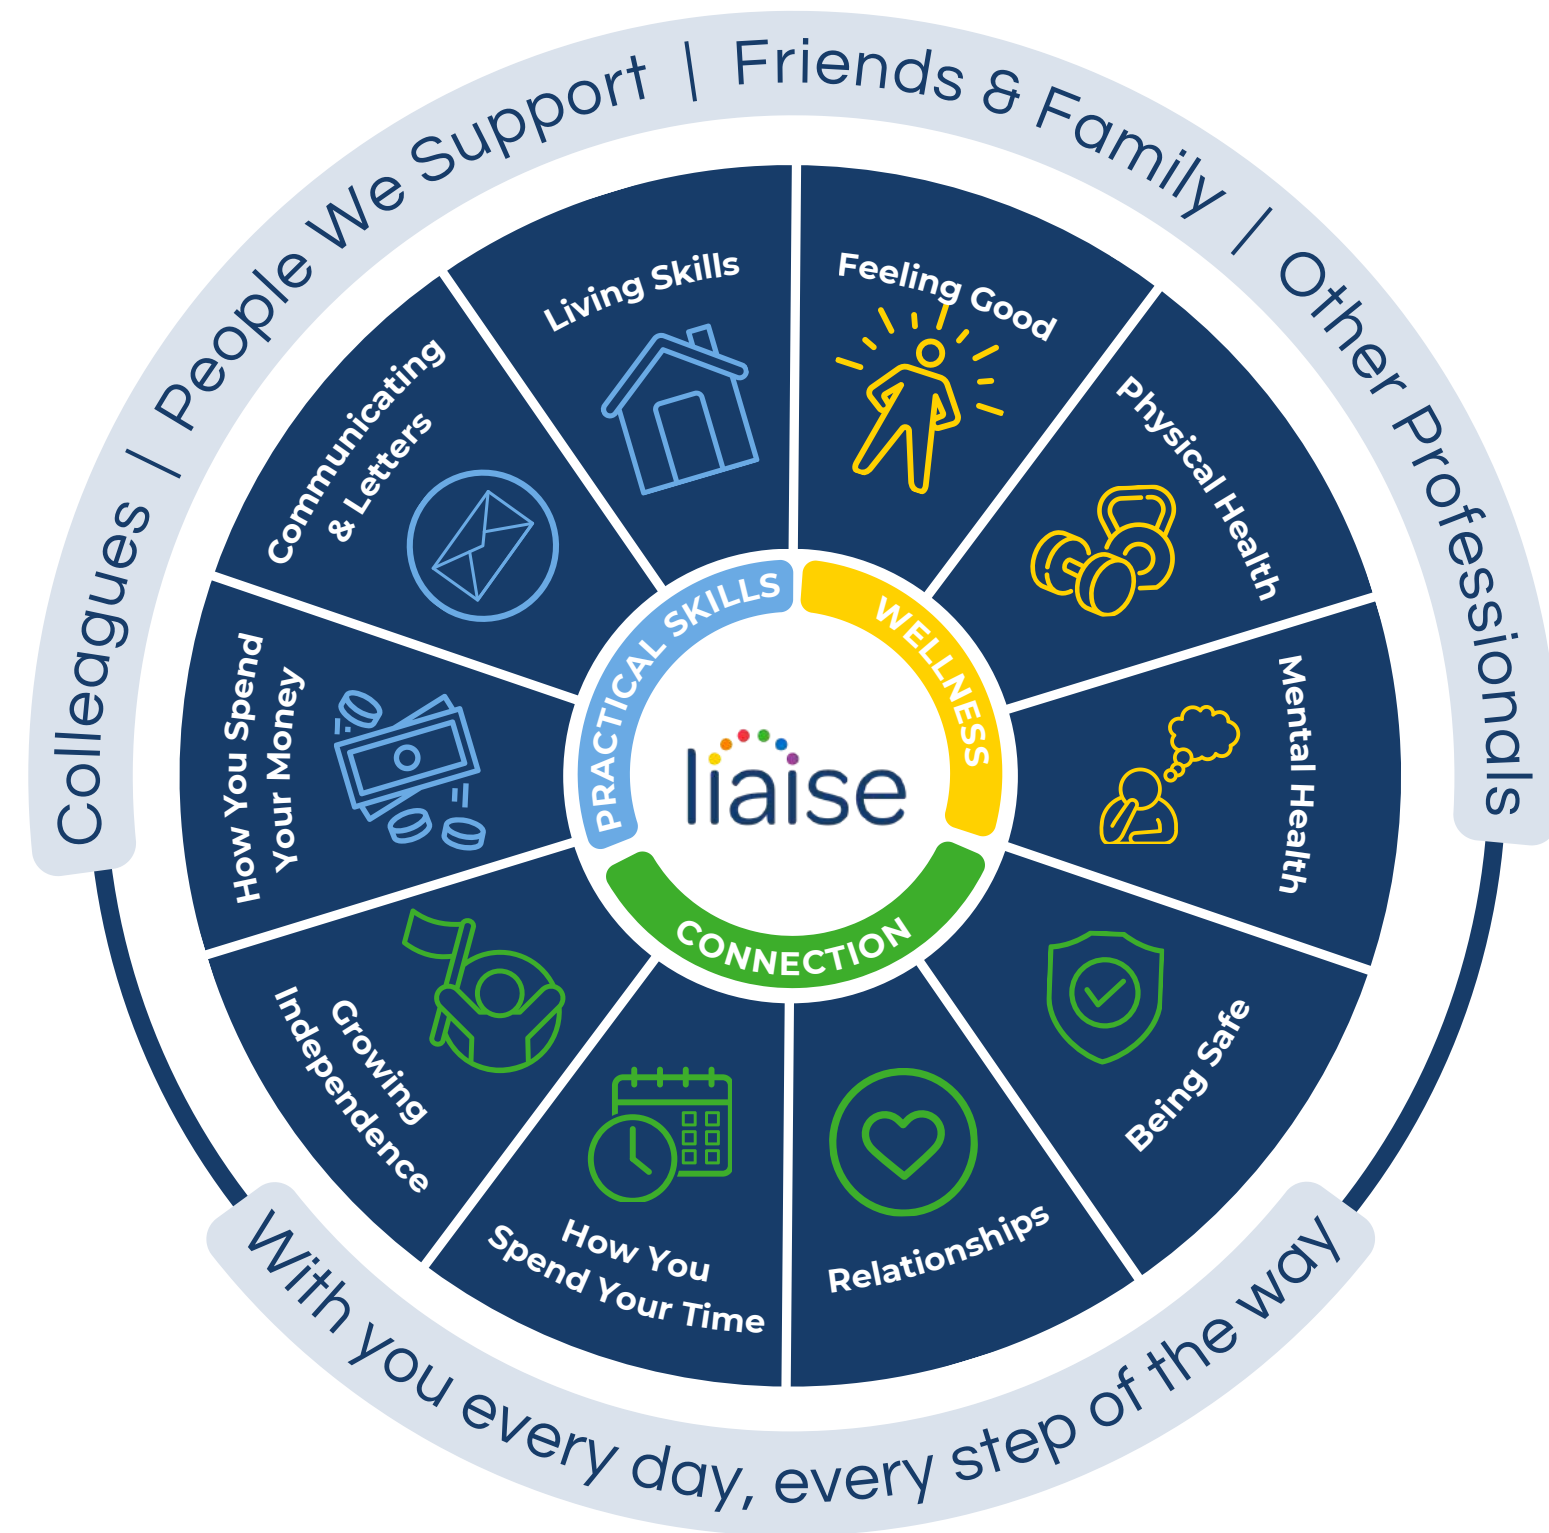 Colleagues | People We Support | Friends & Family | Other Professionals
Living Skills
Feeling Good
Physical Health
Mental Health
Being Safe
Relationships
How You
Spend Your Time
Growing
Independence
How You Spend
Your Money
Communicating
& Letters
PRACTICAL SKILLS
WELLNESS
CONNECTION
liaise
With you every day, every step of the way